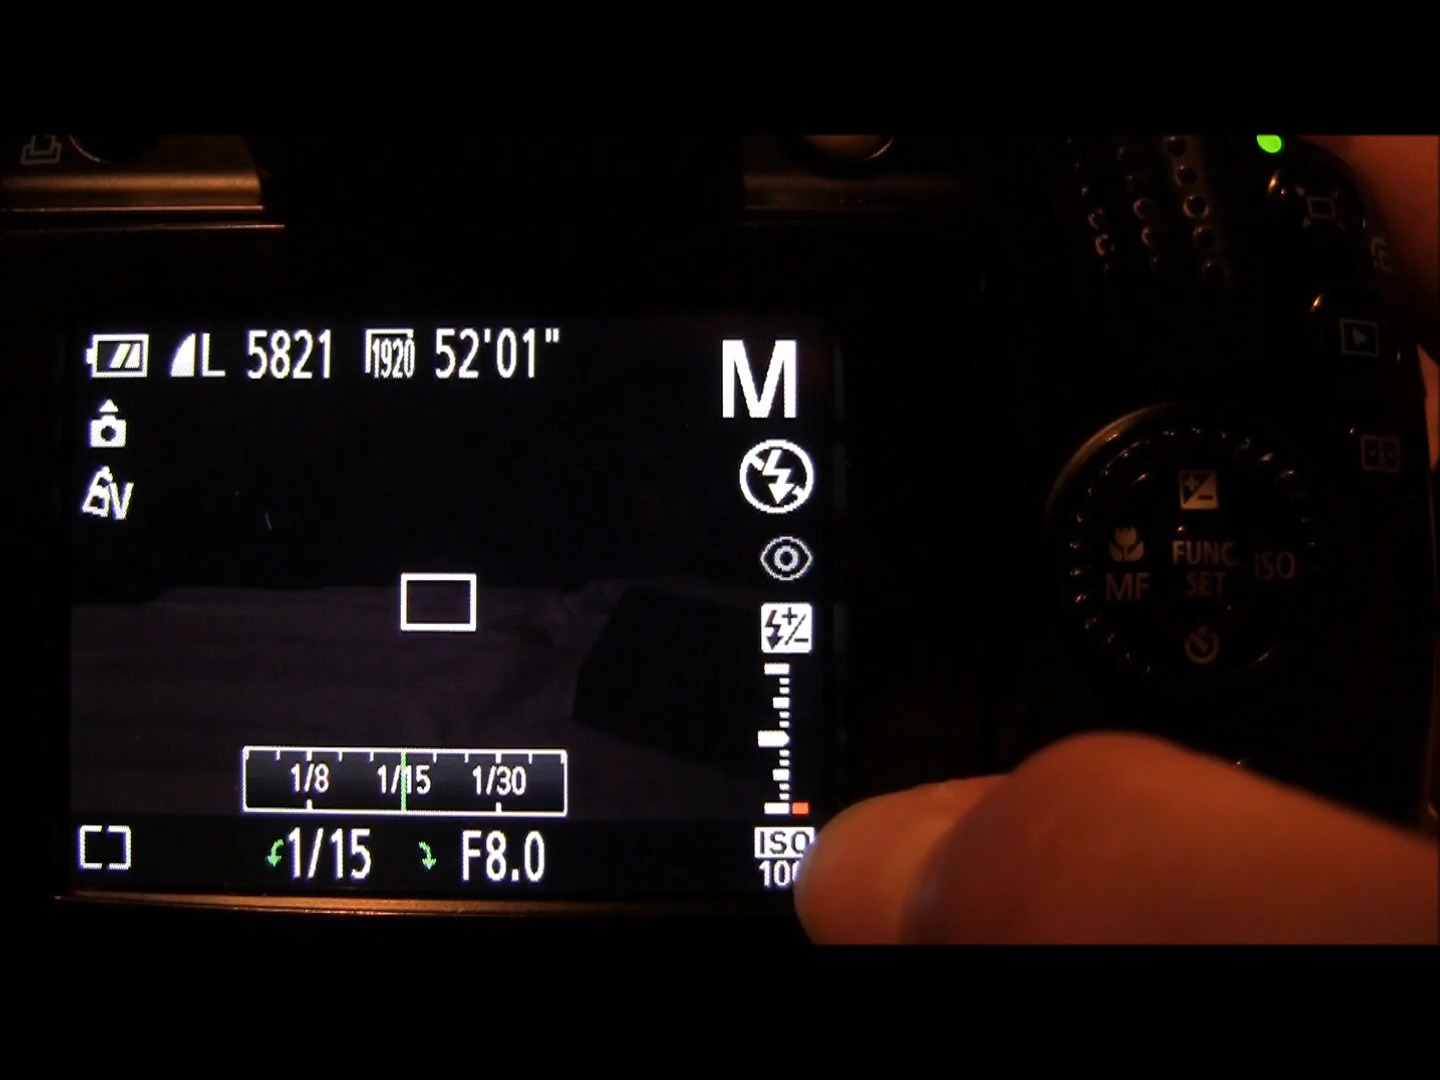 L 5821 1920 52'01"
M
V
1/8 1/15 1/30
1/15 F8.0
ISO
FUNC.
SET
MF
ISO